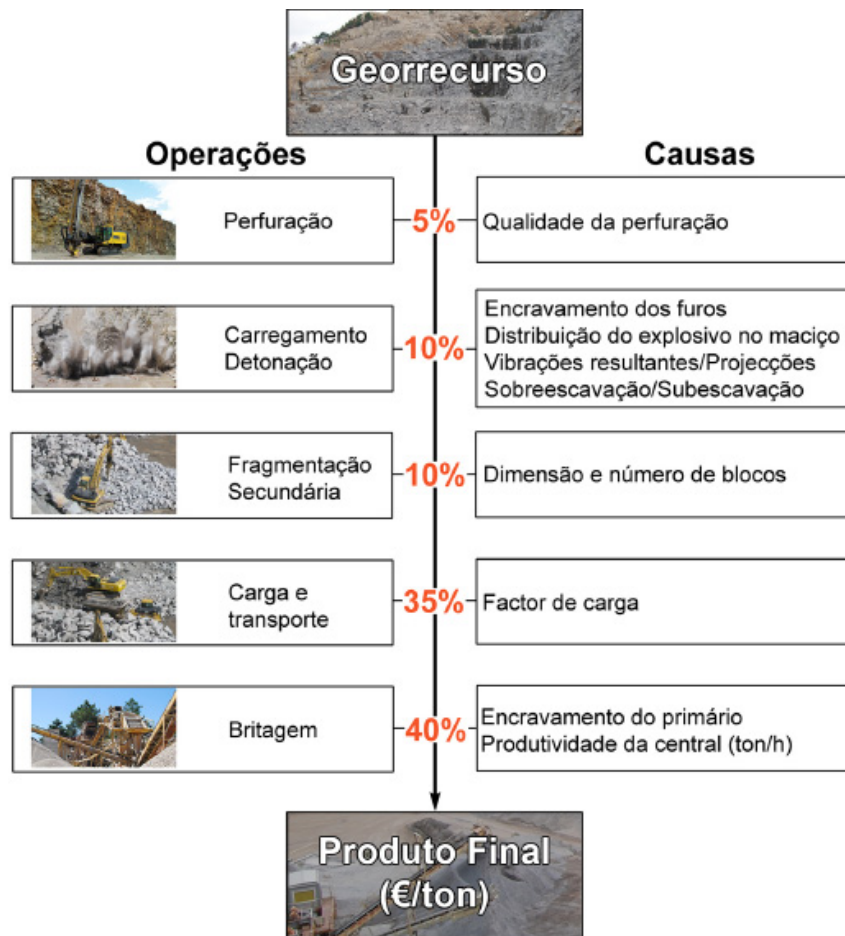 Georrecurso
Operações
Causas
Perfuração
5%
Qualidade da perfuração
Carregamento
Detonação
10%
Encravamento dos furos
Distribuição do explosivo no maciço
Vibrações resultantes/Projecções
Sobreescavação/Subescavação
Fragmentação
Secundária
10%
Dimensão e número de blocos
Carga e
transporte
35%
Factor de carga
Britagem
40%
Encravamento do primário
Produtividade da central (ton/h)
Produto Final
(€/ton)